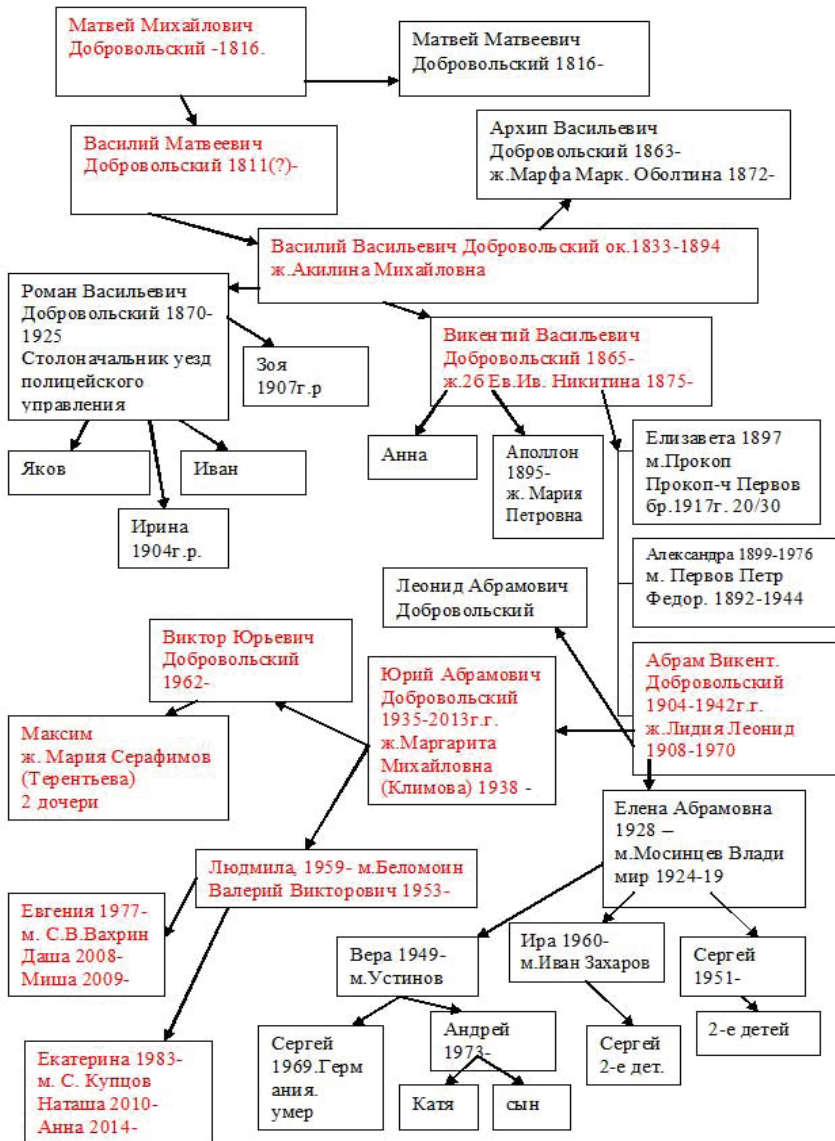 Матвей Михайлович
Добровольский -1816.
Матвей Матвеевич
Добровольский 1816-
Василий Матвеевич
Добровольский 1811(?)-
Архип Васильевич
Добровольский 1863-
ж.Марфа Марк. Оболтина 1872-
Василий Васильевич Добровольский ок.1833-1894
ж.Акилина Михайловна
Роман Васильевич
Добровольский 1870-
1925
Столоначальник уезд
полицейского
управления
Зоя
1907г.р
Викентий Васильевич
Добровольский 1865-
ж.2б Ев.Ив. Никитина 1875-
Яков
Иван
Ирина
1904г.р.
Анна
Аполлон
1895-
ж. Мария
Петровна
Елизавета 1897
м.Прокоп
Прокоп-ч Первов
бр.1917г. 20/30
Александра 1899-1976
м. Первов Петр
Федор. 1892-1944
Леонид Абрамович
Добровольский
Абрам Викент.
Добровольский
1904-1942г.г.
ж.Лидия Леонид
1908-1970
Виктор Юрьевич
Добровольский
1962-
Юрий Абрамович
Добровольский
1935-2013г.г.
ж.Маргарита
Михайловна
(Климова) 1938 -
Максим
ж. Мария Серафимов
(Терентьева)
2 дочери
Елена Абрамовна
1928 –
м.Мосинцев Влади
мир 1924-19
Людмила, 1959- м.Беломоин
Валерий Викторович 1953-
Евгения 1977-
м. С.В.Вахрин
Даша 2008-
Миша 2009-
Вера 1949-
м.Устинов
Ира 1960-
м.Иван Захаров
Сергей
1951-
Екатерина 1983-
м. С. Купцов
Наташа 2010-
Анна 2014-
Сергей
1969.Герм
ания.
умер
Андрей
1973-
Сергей
2-е дет.
2-е детей
Катя
сын